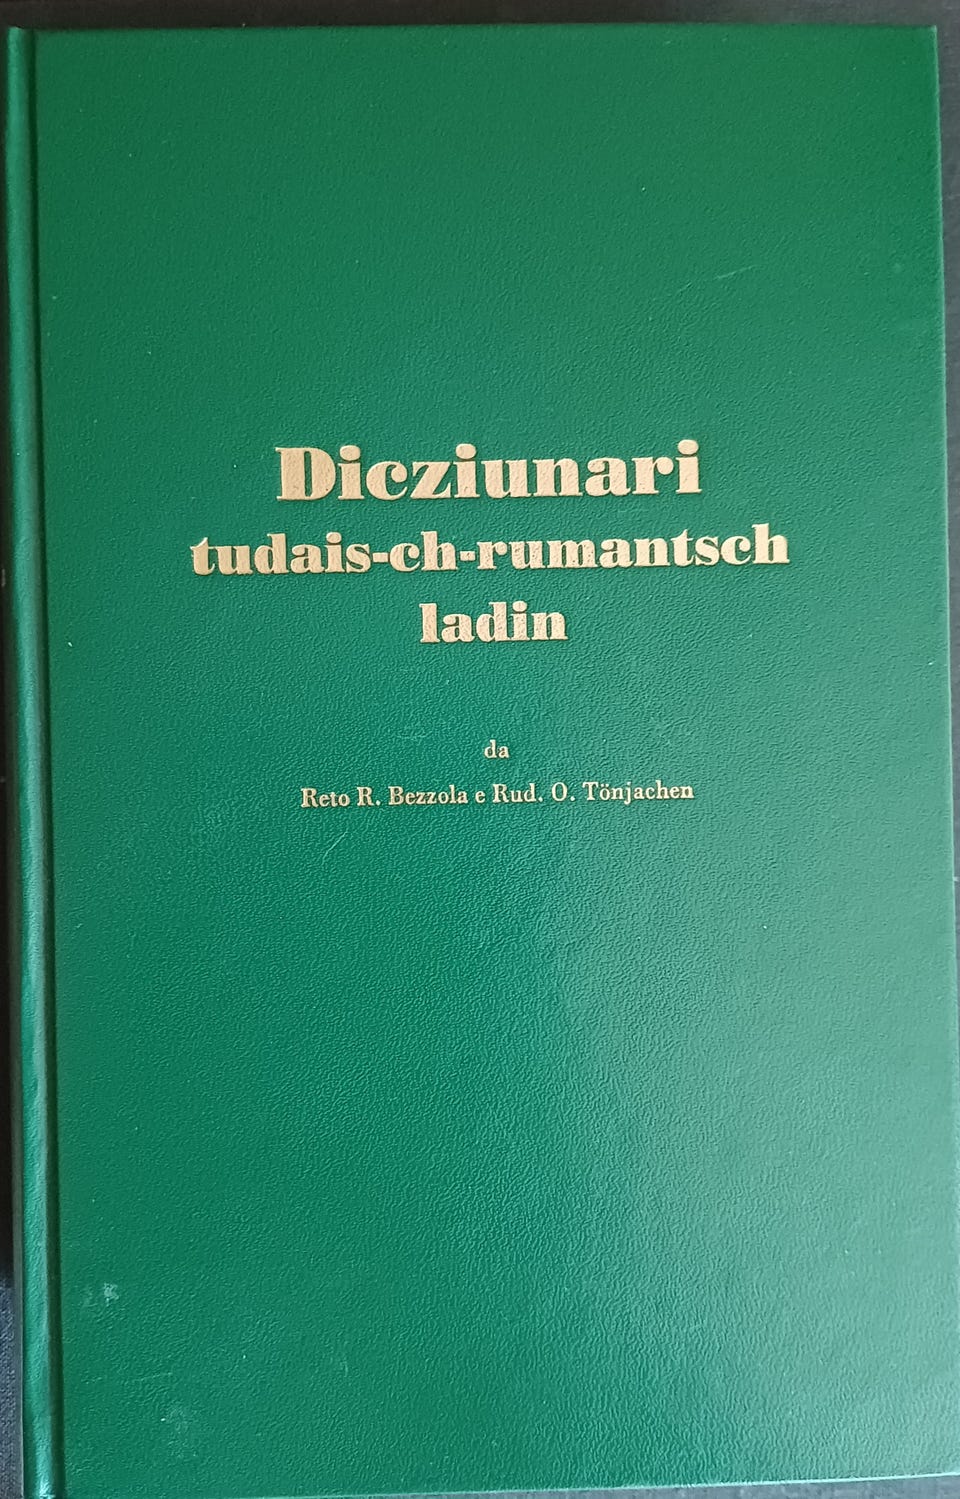 Dicziunari
tudais-ch-rumantsch
ladin
da
Reto R. Bezzola e Rud. O. Tönjachen